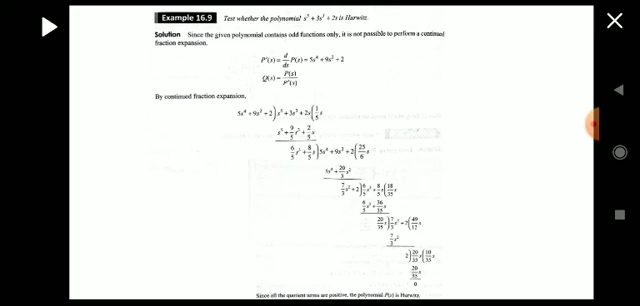 Example 16.9 Test whether the polynomial s⁵ + 3s³ + 2s is Hurwitz.
Solution Since the given polynomial contains odd functions only, it is not possible to perform a continued
fraction expansion.
P'(s) = d/ds P(s) = 5s⁴ + 9s² + 2
Q(s) = P(s)/P'(s)
By continued fraction expansion,
5s⁴ + 9s² + 2 ) s⁵ + 3s³ + 2s ( 1/5 s
s⁵ + 9/5 s³ + 2/5 s
6/5 s³ + 8/5 s ) 5s⁴ + 9s² + 2 ( 25/6 s
5s⁴ + 20/3 s²
7/3 s² + 2 ) 6/5 s³ + 8/5 s ( 18/35 s
6/5 s³ + 36/35 s
20/35 s ) 7/3 s² + 2 ( 49/12 s
7/3 s²
2 ) 20/35 s ( 10/35 s
20/35 s
0
Since all the quotient terms are positive, the polynomial P(s) is Hurwitz.